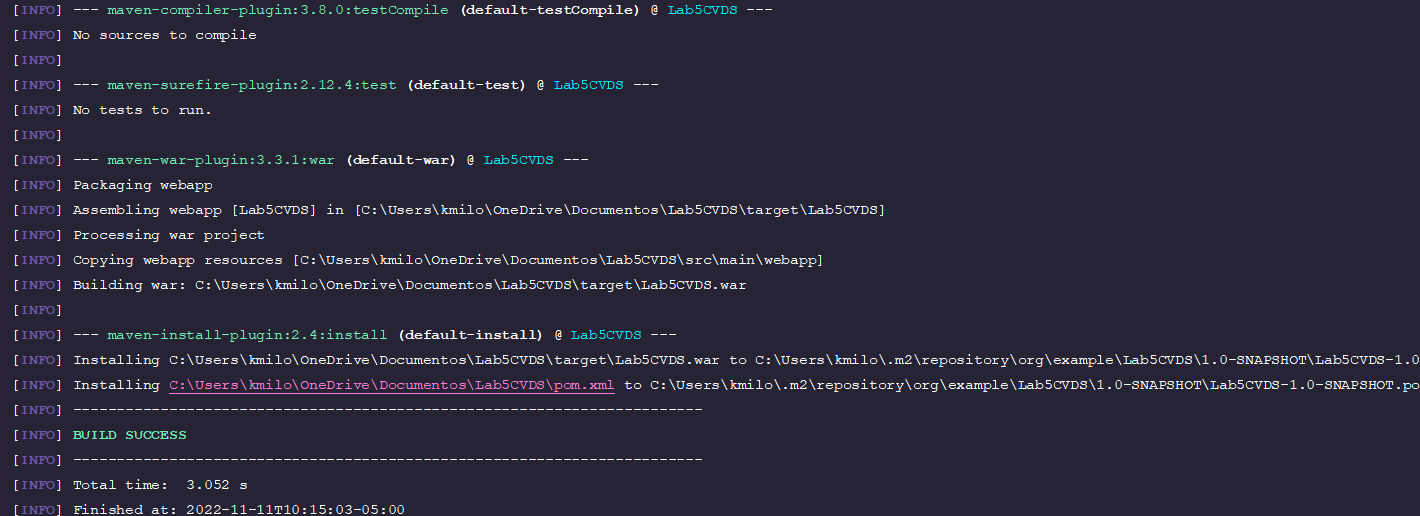 [INFO] --- maven-compiler-plugin:3.8.0:testCompile (default-testCompile) @ Lab5CVDS ---
[INFO] No sources to compile
[INFO]
[INFO] --- maven-surefire-plugin:2.12.4:test (default-test) @ Lab5CVDS ---
[INFO] No tests to run.
[INFO]
[INFO] --- maven-war-plugin:3.3.1:war (default-war) @ Lab5CVDS ---
[INFO] Packaging webapp
[INFO] Assembling webapp [Lab5CVDS] in [C:\Users\kmilo\OneDrive\Documentos\Lab5CVDS\target\Lab5CVDS]
[INFO] Processing war project
[INFO] Copying webapp resources [C:\Users\kmilo\OneDrive\Documentos\Lab5CVDS\src\main\webapp]
[INFO] Building war: C:\Users\kmilo\OneDrive\Documentos\Lab5CVDS\target\Lab5CVDS.war
[INFO]
[INFO] --- maven-install-plugin:2.4:install (default-install) @ Lab5CVDS ---
[INFO] Installing C:\Users\kmilo\OneDrive\Documentos\Lab5CVDS\target\Lab5CVDS.war to C:\Users\kmilo\.m2\repository\org\example\Lab5CVDS\1.0-SNAPSHOT\Lab5CVDS-1.0
[INFO] Installing C:\Users\kmilo\OneDrive\Documentos\Lab5CVDS\pom.xml to C:\Users\kmilo\.m2\repository\org\example\Lab5CVDS\1.0-SNAPSHOT\Lab5CVDS-1.0-SNAPSHOT.po
[INFO] ------------------------------------------------------------------------
[INFO] BUILD SUCCESS
[INFO] ------------------------------------------------------------------------
[INFO] Total time:  3.052 s
[INFO] Finished at: 2022-11-11T10:15:03-05:00